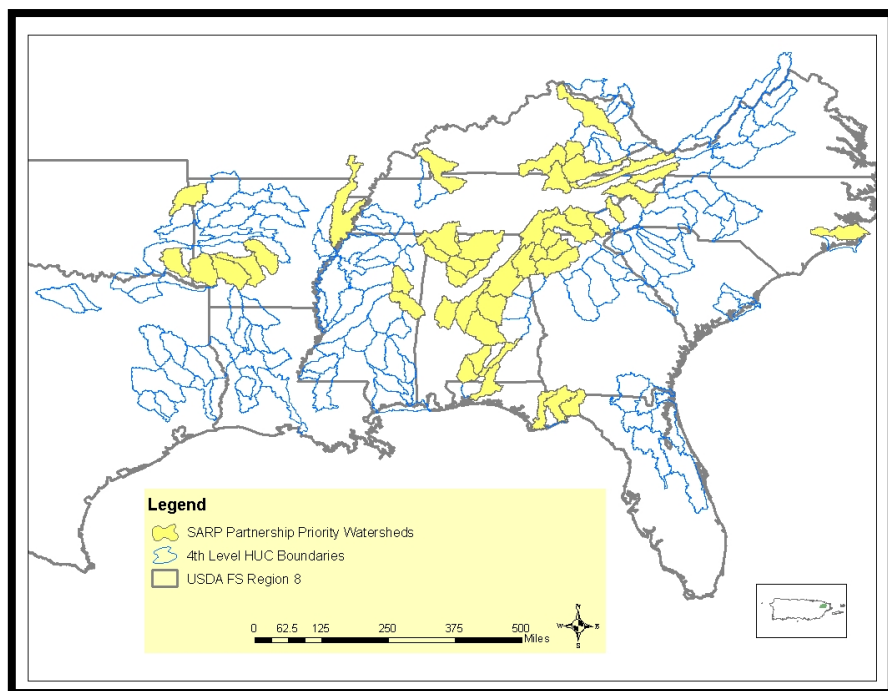 Legend
SARP Partnership Priority Watersheds
4th Level HUC Boundaries
USDA FS Region 8
0 62.5 125 250 375 500
Miles
N
W E
S